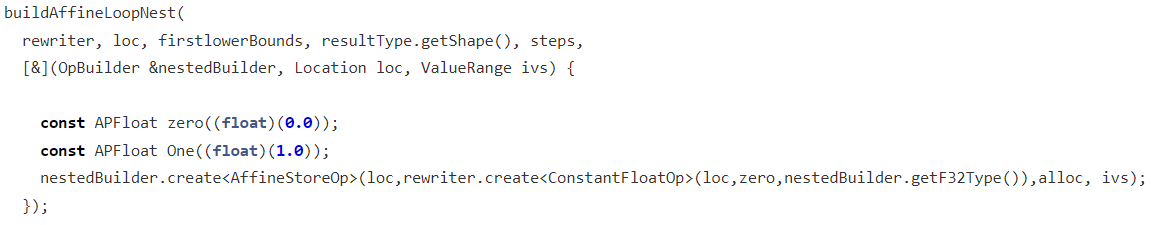 buildAffineLoopNest(
rewriter, loc, firstlowerBounds, resultType.getShape(), steps,
[&](OpBuilder &nestedBuilder, Location loc, ValueRange ivs) {
const APFloat zero((float)(0.0));
const APFloat One((float)(1.0));
nestedBuilder.create<AffineStoreOp>(loc,rewriter.create<ConstantFloatOp>(loc,zero,nestedBuilder.getF32Type()),alloc, ivs);
});